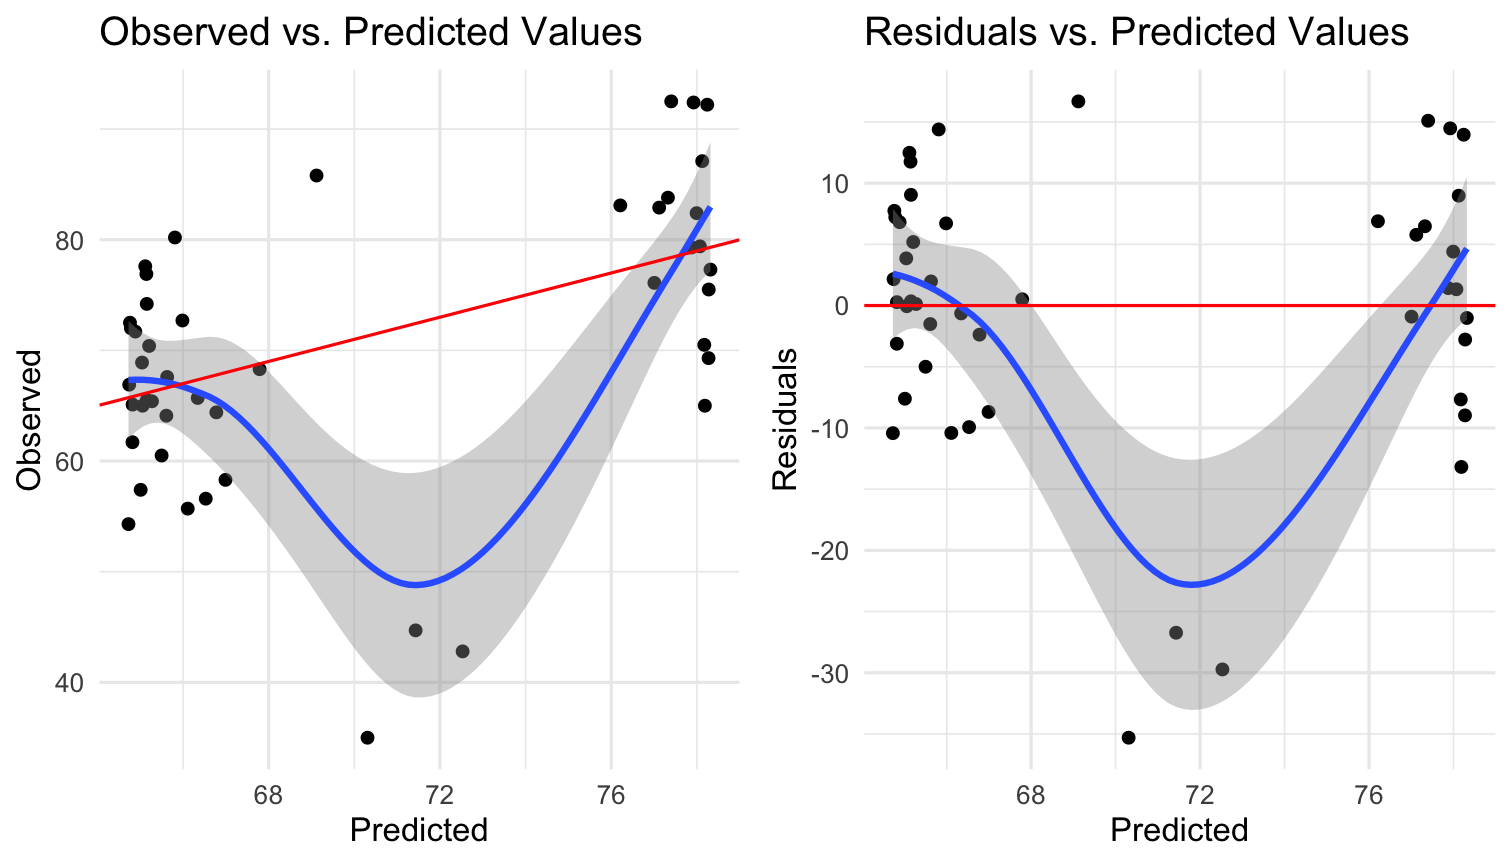 Observed vs. Predicted Values
Observed
80
60
40
68
72
76
Predicted
Residuals vs. Predicted Values
Residuals
10
0
-10
-20
-30
68
72
76
Predicted